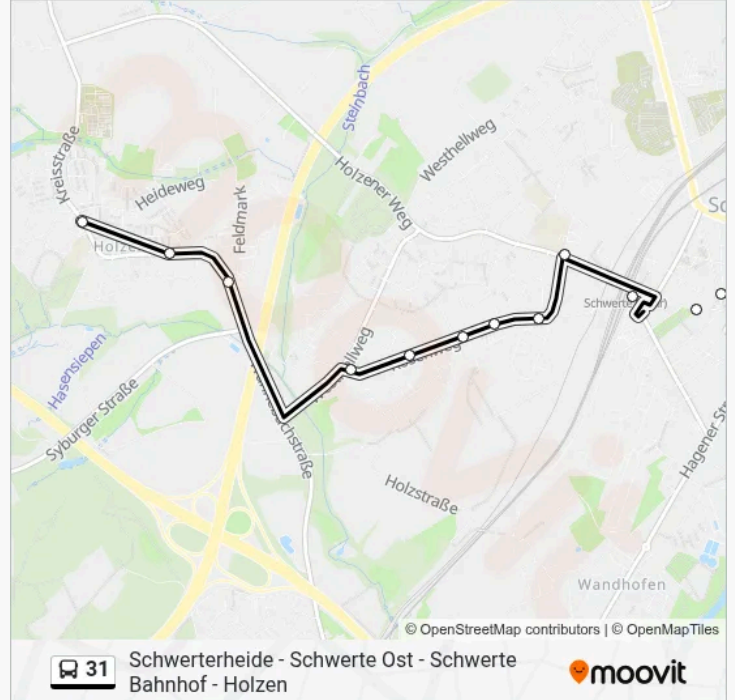 Steinbach
Kreisstraße
Westhellweg
Holzener Weg
Heideweg
Feldmark
Holzen
Sc
Schwerte
Hasensiepen
Syburger Straße
Holzstraße
Hagener Str
Wandhofen
© OpenStreetMap contributors | © OpenMapTiles
31
Schwerterheide - Schwerte Ost - Schwerte
Bahnhof - Holzen
moovit